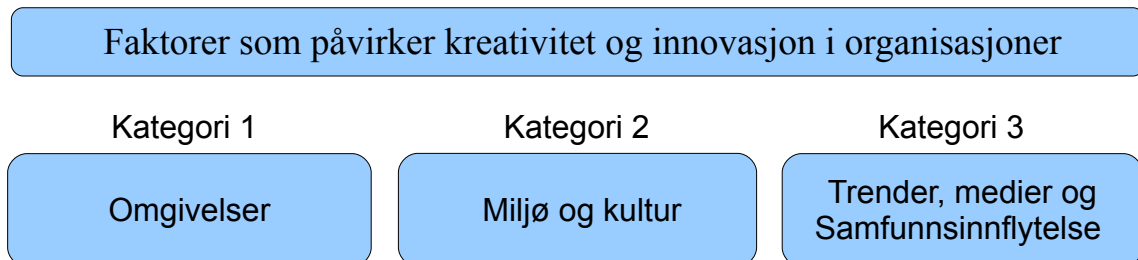 Faktorer som påvirker kreativitet og innovasjon i organisasjoner
Kategori 1
Kategori 2
Kategori 3
Omgivelser
Miljø og kultur
Trender, medier og
Samfunnsinnflytelse